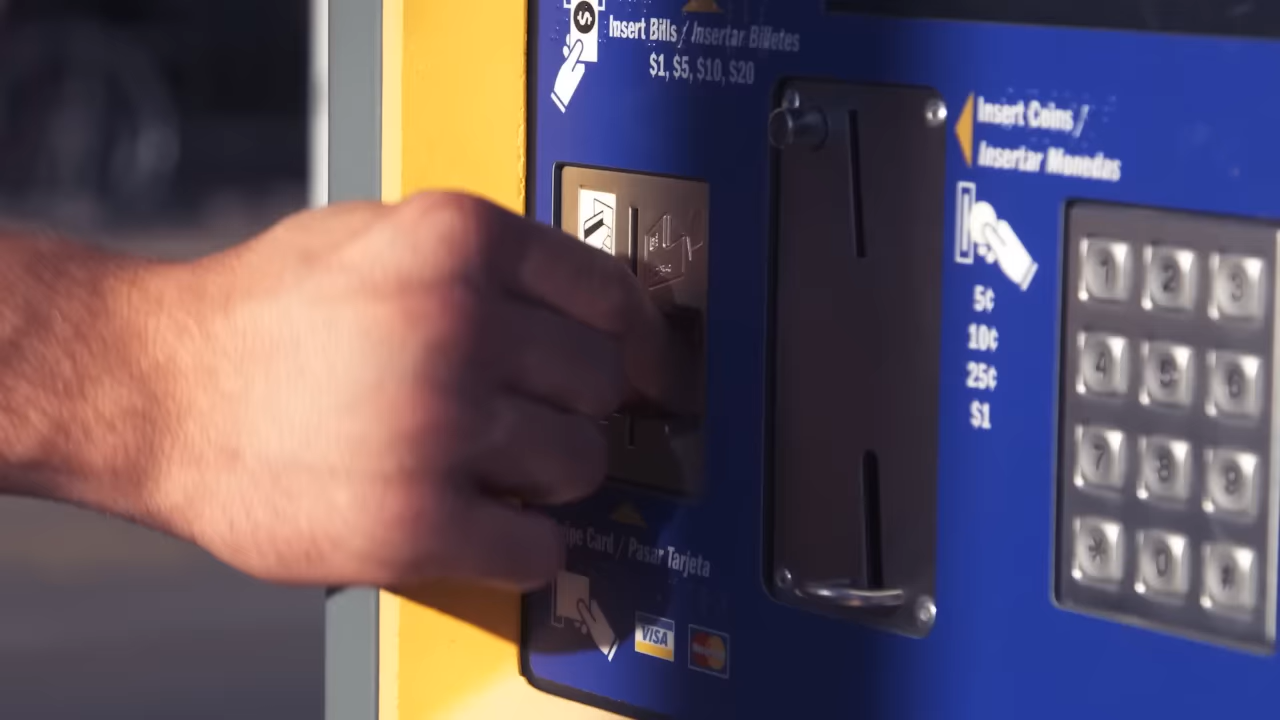 Insert Bills / Insertar Billetes
$1, $5, $10, $20
Insert Coins /
Insertar Monedas
5¢
10¢
25¢
$1
1 2 3
4 5 6
7 8 9
* 0 #
Card / Pasar Tarjeta
VISA